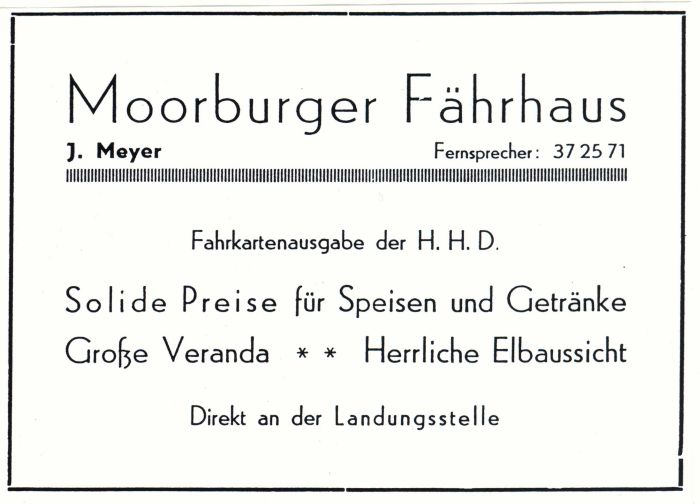 Moorburger Fährhaus
J. Meyer Fernsprecher: 37 25 71
Fahrkartenausgabe der H. H. D.
Solide Preise für Speisen und Getränke
Große Veranda * * Herrliche Elbaussicht
Direkt an der Landungsstelle